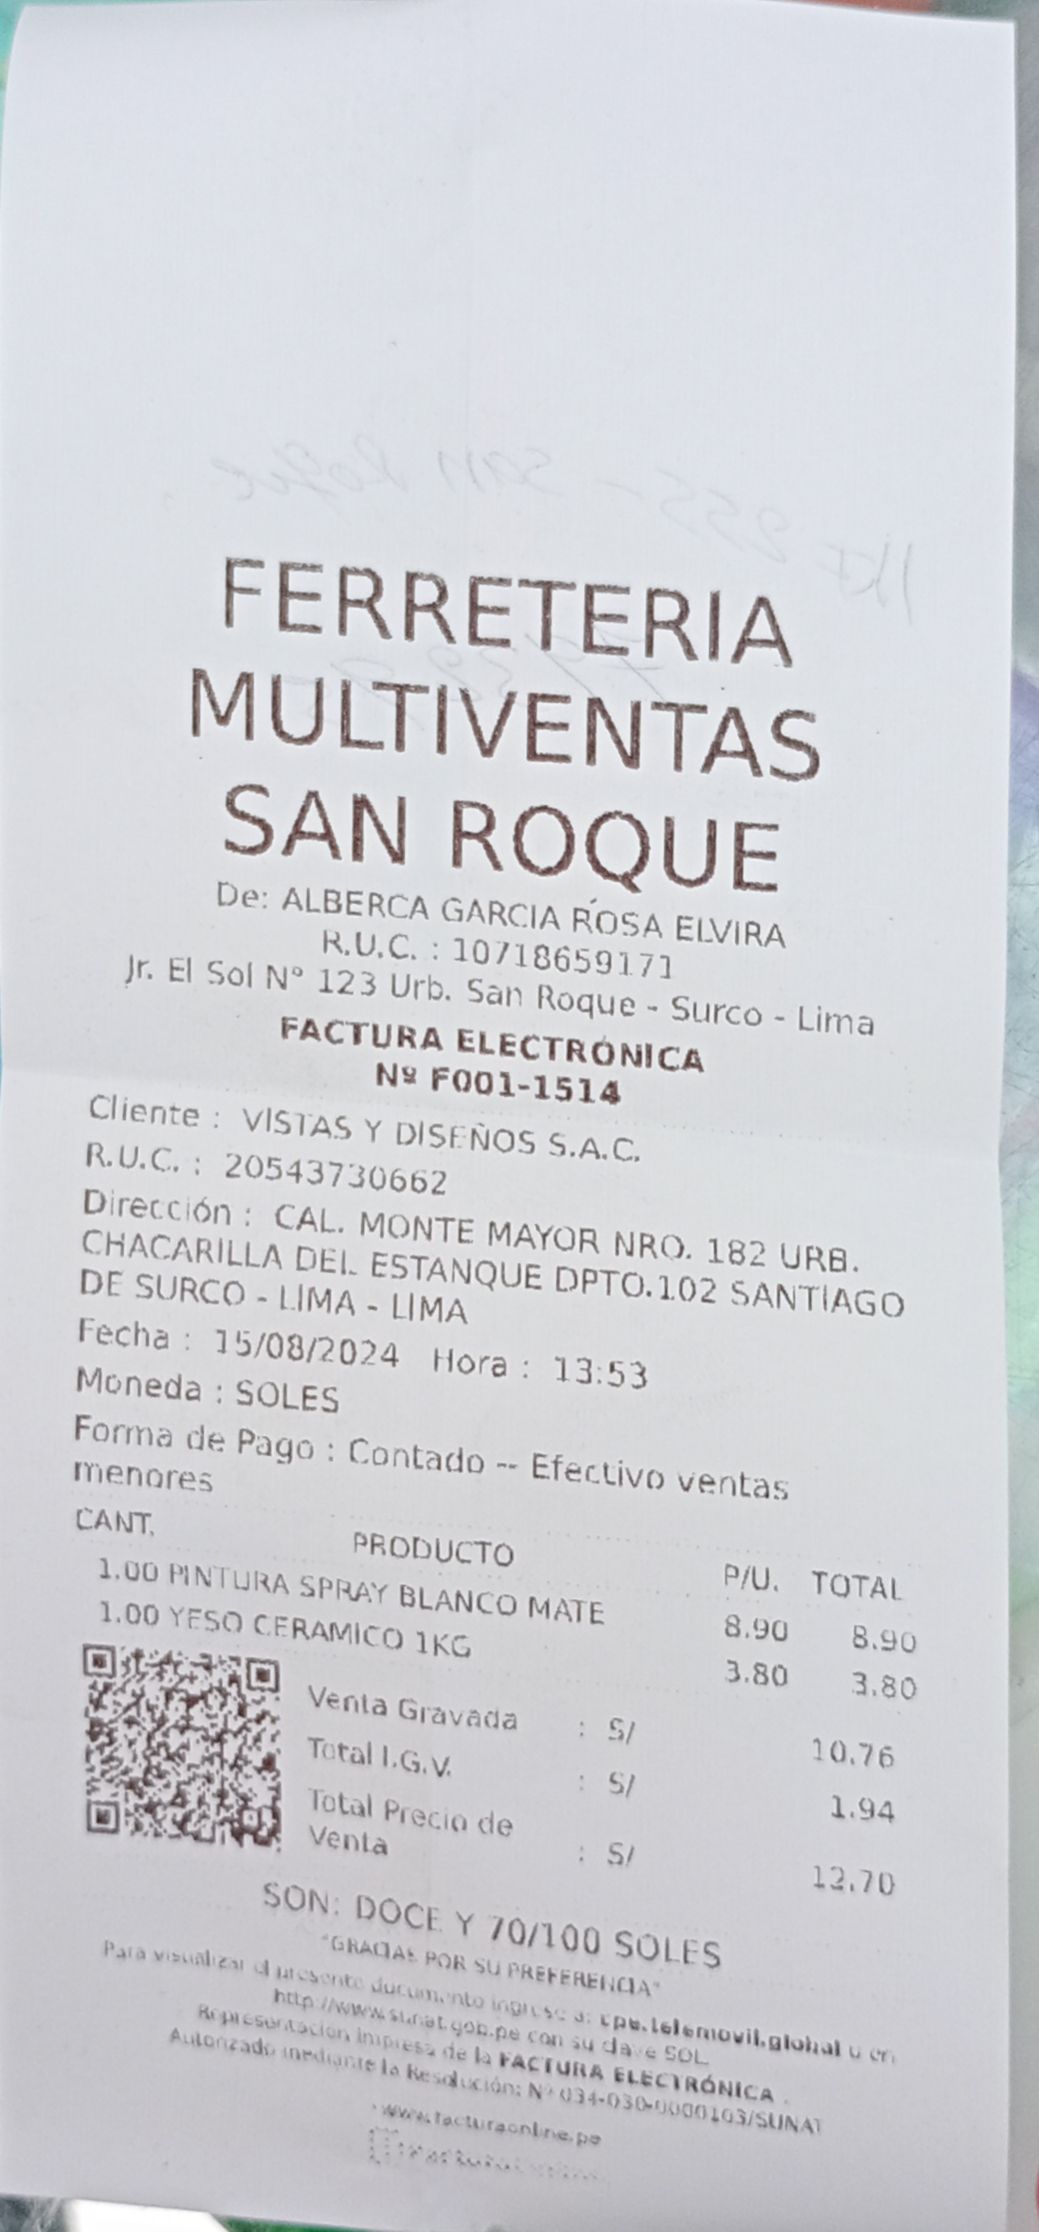 FERRETERIA
MULTIVENTAS
SAN ROQUE
De: ALBERCA GARCIA ROSA ELVIRA
R.U.C. : 10718659171
Jr. El Sol N° 123 Urb. San Roque - Surco - Lima
FACTURA ELECTRÓNICA
Nº F001-1514
Cliente : VISTAS Y DISEÑOS S.A.C.
R.U.C. : 20543730662
Dirección : CAL. MONTE MAYOR NRO. 182 URB.
CHACARILLA DEL ESTANQUE DPTO.102 SANTIAGO
DE SURCO - LIMA - LIMA
Fecha : 15/08/2024 Hora : 13:53
Moneda : SOLES
Forma de Pago : Contado -- Efectivo ventas
menores
CANT. PRODUCTO P/U. TOTAL
1.00 PINTURA SPRAY BLANCO MATE 8.90 8.90
1.00 YESO CERAMICO 1KG 3.80 3.80
Venta Gravada : S/ 10.76
Total I.G.V. : S/ 1.94
Total Precio de
Venta : S/ 12.70
SON: DOCE Y 70/100 SOLES
"GRACIAS POR SU PREFERENCIA"
Para visualizar el presente documento ingrese a: cpe.telemovil.global u en
http://www.sunat.gob.pe con su clave SOL
Representación impresa de la FACTURA ELECTRÓNICA .
Autorizado mediante la Resolución: N° 034-030-0000103/SUNAT
www.facturaonline.pe